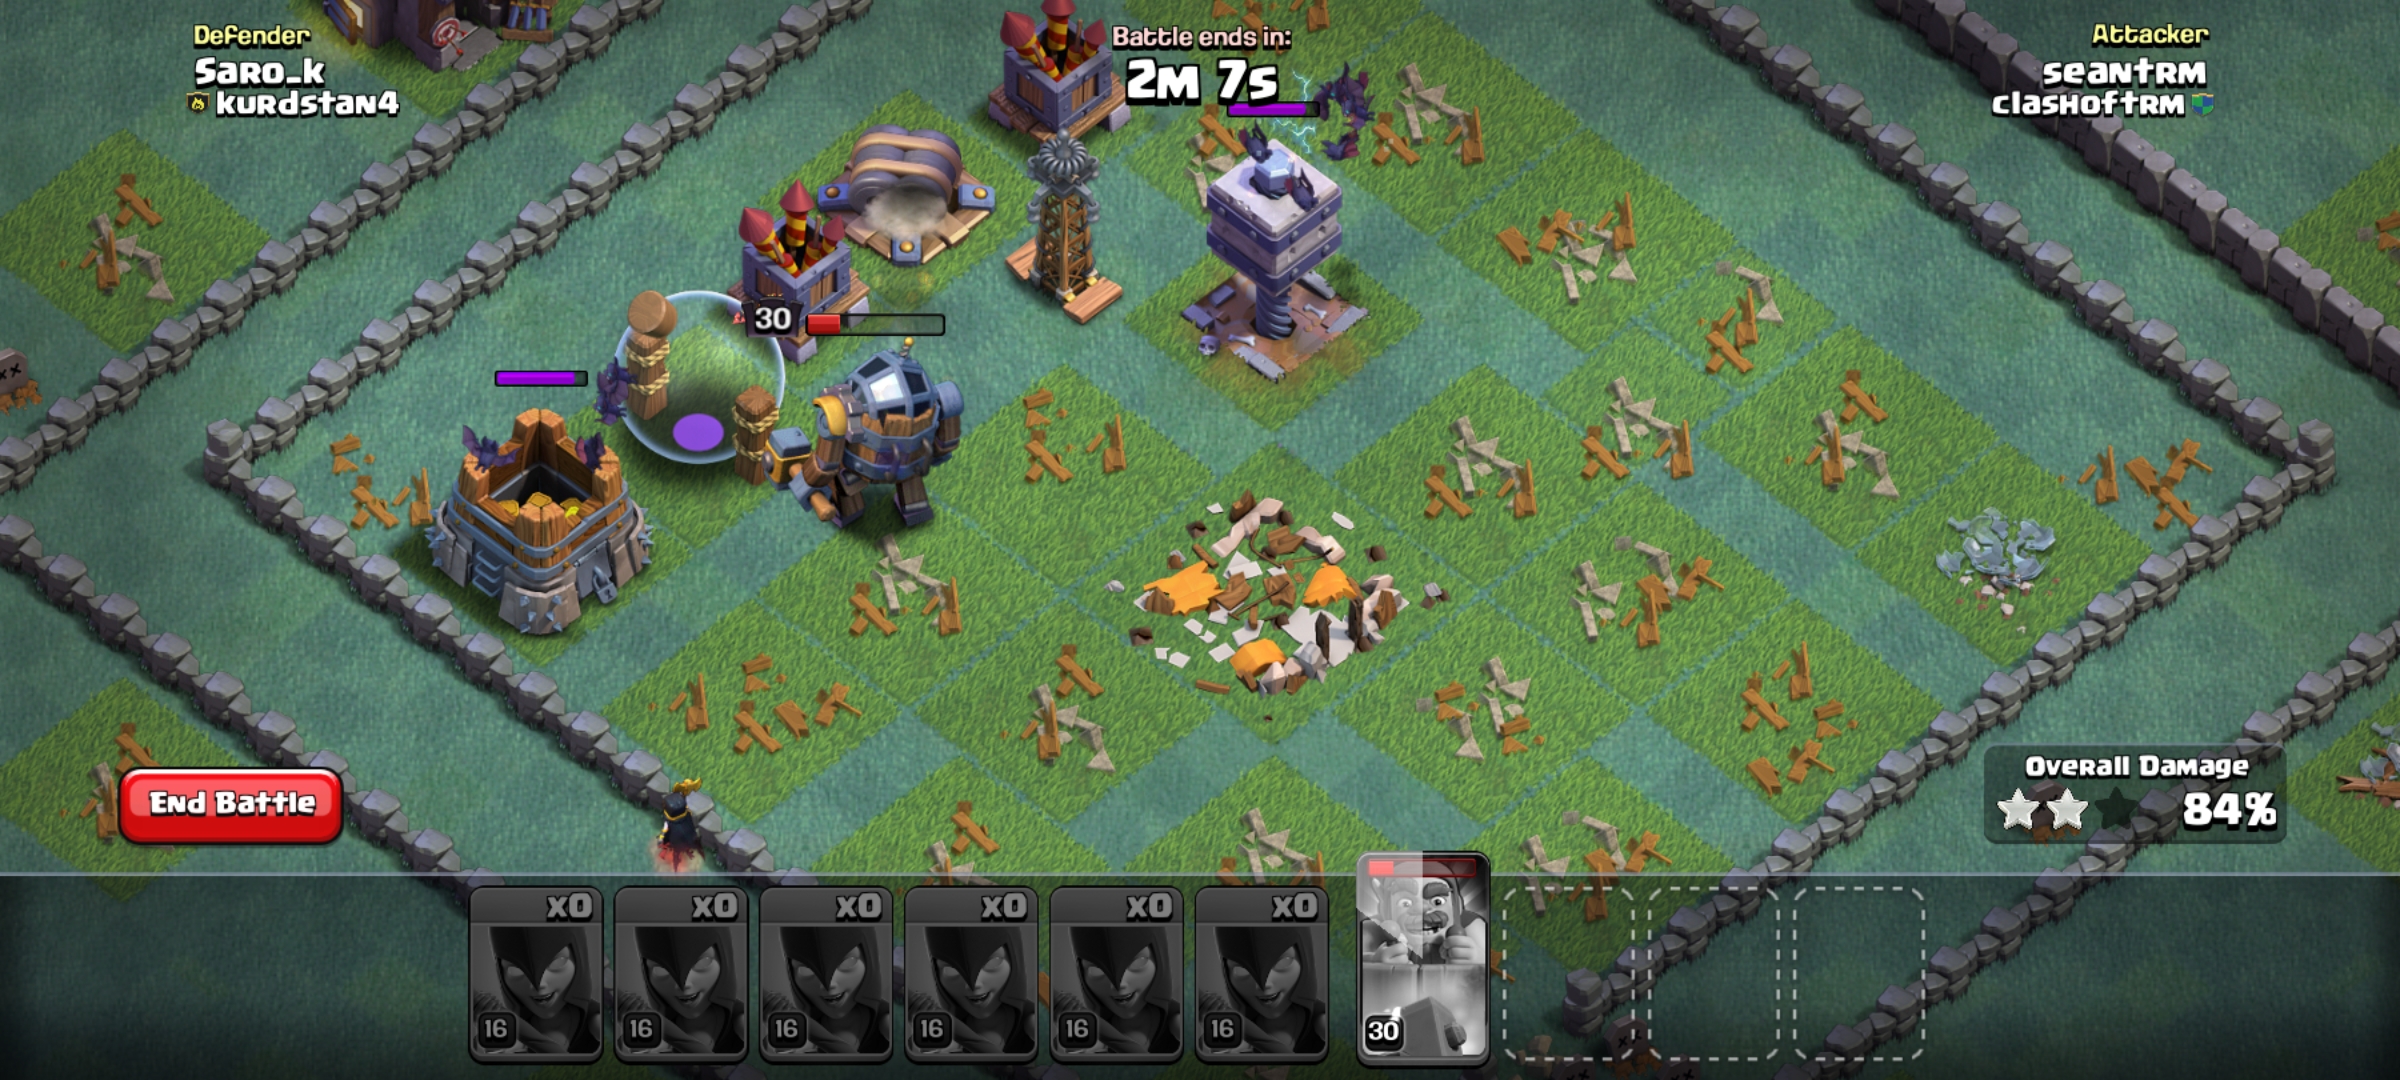 Defender
Saro_k
kurdstan4
Battle ends in:
2M 7s
Attacker
seantrm
clashoftrm
30
End Battle
Overall Damage
84%
x0
x0
x0
x0
x0
x0
16
16
16
16
16
16
30